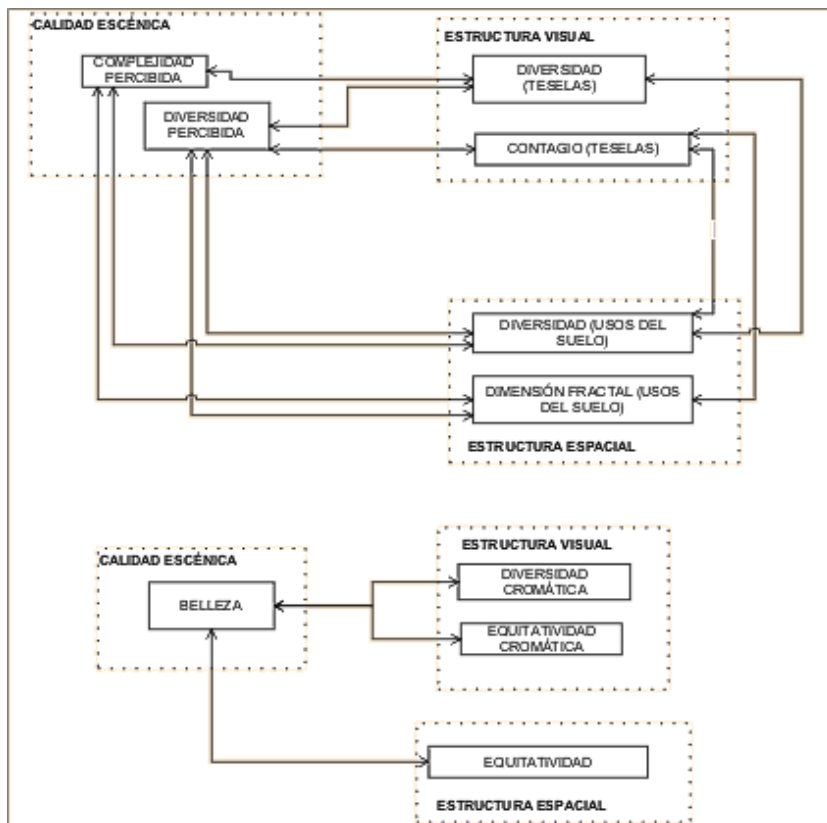 CALIDAD ESCÉNICA
COMPLEJIDAD
PERCIBIDA
DIVERSIDAD
PERCIBIDA
ESTRUCTURA VISUAL
DIVERSIDAD
(TESELAS)
CONTAGIO (TESELAS)
DIVERSIDAD (USOS DEL
SUELO)
DIMENSIÓN FRACTAL (USOS
DEL SUELO)
ESTRUCTURA ESPACIAL
CALIDAD ESCÉNICA
BELLEZA
ESTRUCTURA VISUAL
DIVERSIDAD
CROMÁTICA
EQUITATIVIDAD
CROMÁTICA
EQUITATIVIDAD
ESTRUCTURA ESPACIAL